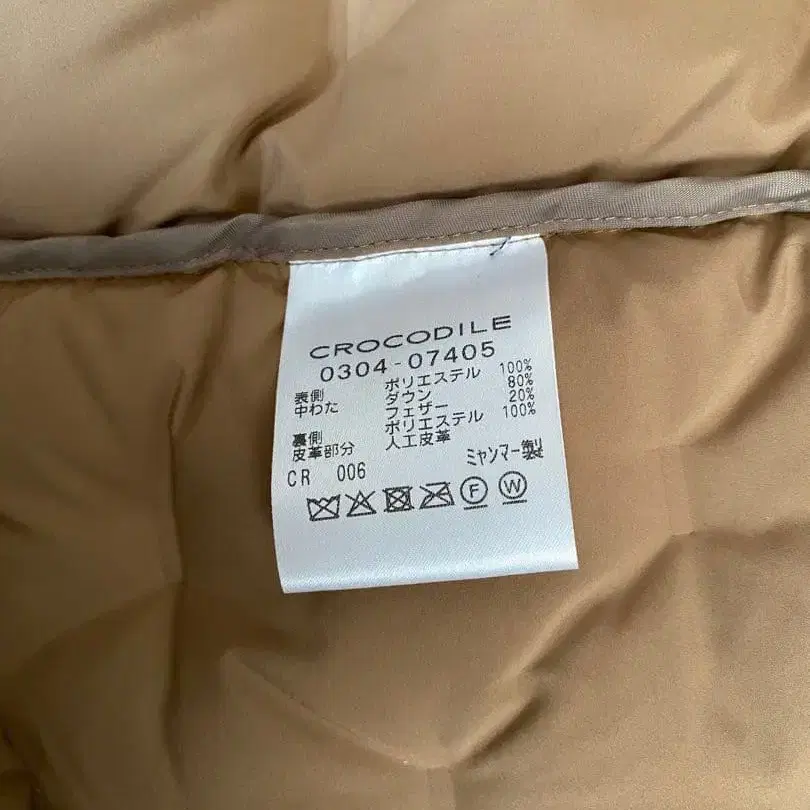 CROCODILE
0304-07405
表側 ポリエステル 100%
中わた ダウン 80%
フェザー 20%
裏側 ポリエステル 100%
皮革部分 人工皮革
CR 006 ミャンマー製
F W